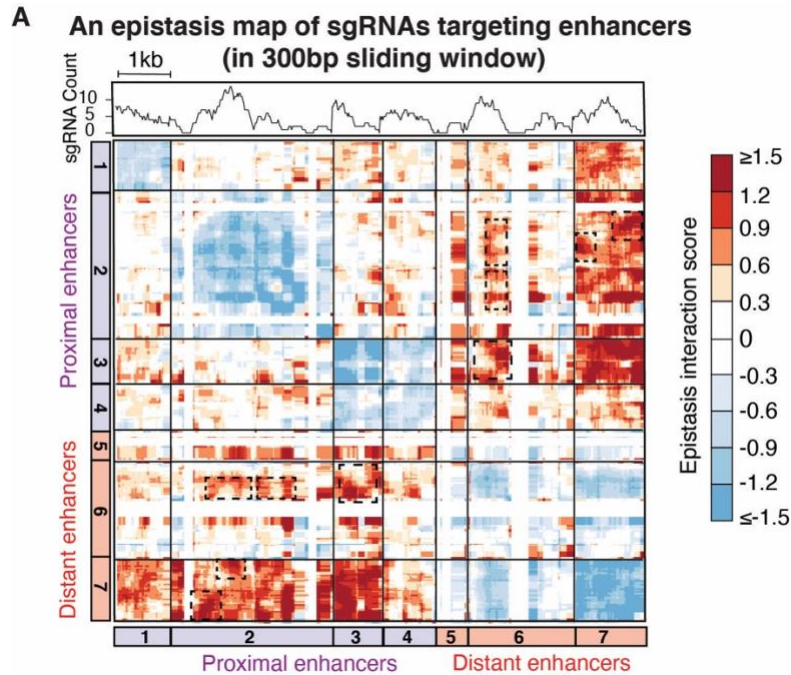 A
An epistasis map of sgRNAs targeting enhancers
(in 300bp sliding window)
1kb
sgRNA Count
10
5
0
Proximal enhancers
Distant enhancers
1
2
3
4
5
6
7
1 2 3 4 5 6 7
Proximal enhancers Distant enhancers
Epistasis interaction score
≥1.5
1.2
0.9
0.6
0.3
0
-0.3
-0.6
-0.9
-1.2
≤-1.5